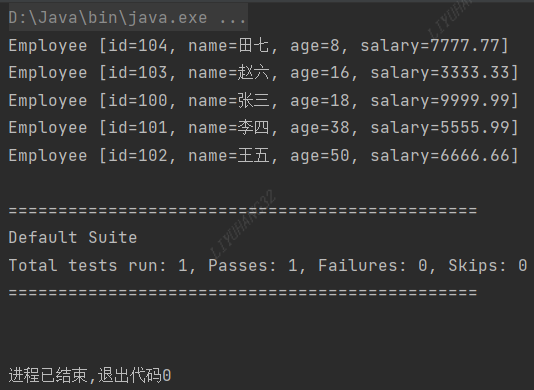 D:\Java\bin\java.exe ...
Employee [id=104, name=田七, age=8, salary=7777.77]
Employee [id=103, name=赵六, age=16, salary=3333.33]
Employee [id=100, name=张三, age=18, salary=9999.99]
Employee [id=101, name=李四, age=38, salary=5555.99]
Employee [id=102, name=王五, age=50, salary=6666.66]
===============================================
Default Suite
Total tests run: 1, Passes: 1, Failures: 0, Skips: 0
===============================================
进程已结束,退出代码0